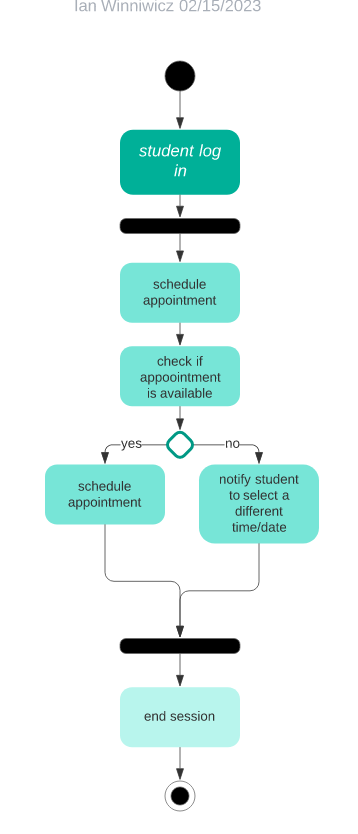 Ian Winniwicz 02/15/2023
student log
in
schedule
appointment
check if
appoointment
is available
yes
no
schedule
appointment
notify student
to select a
different
time/date
end session